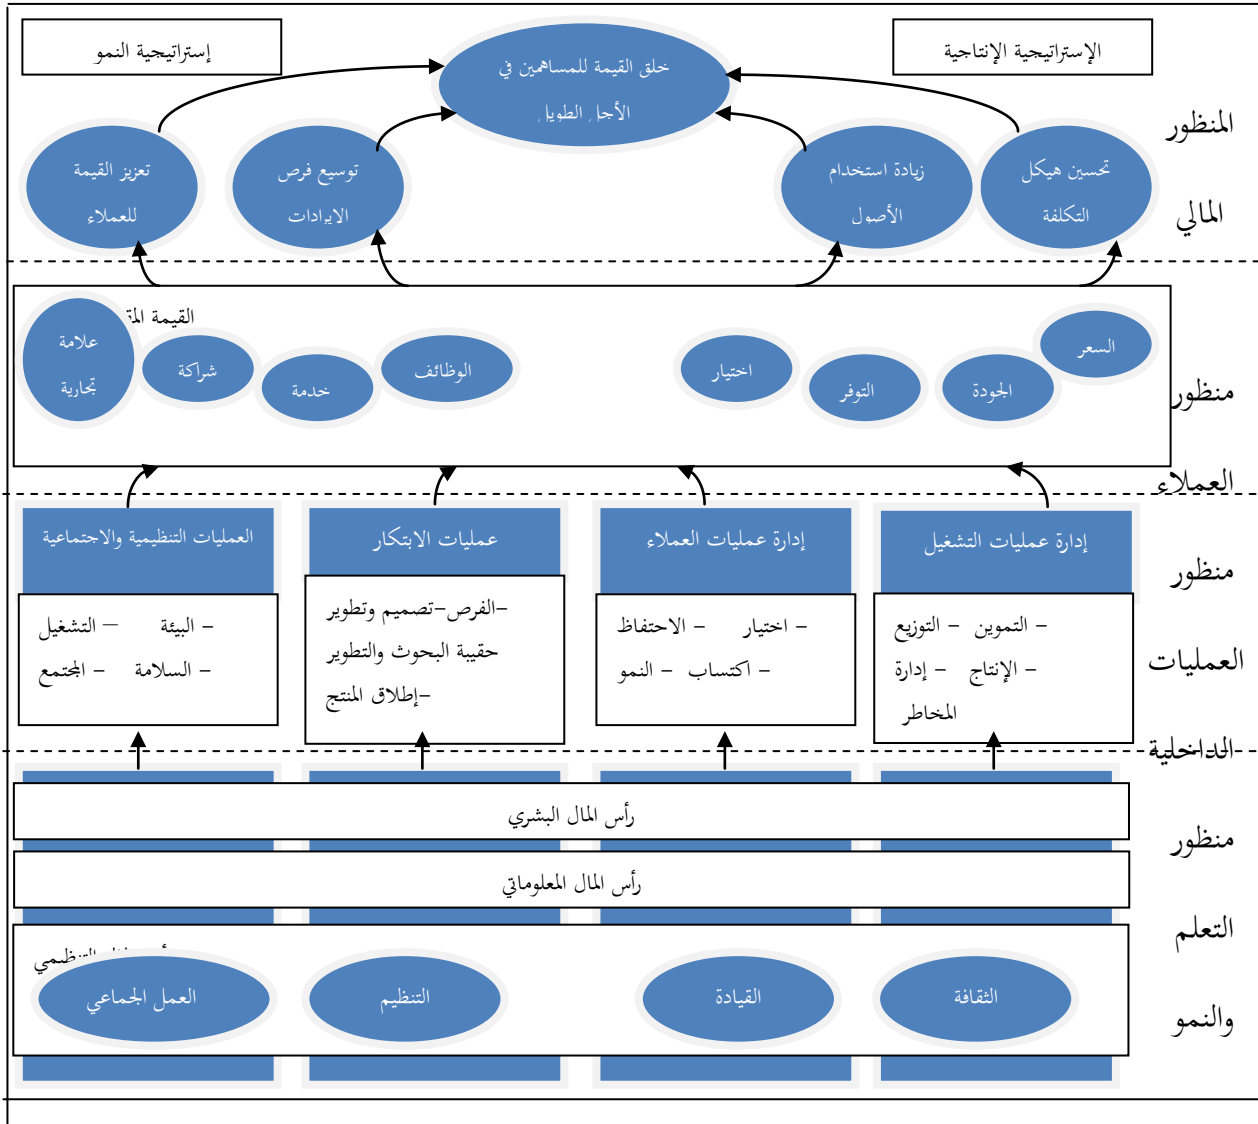 الإستراتيجية الإنتاجية
إستراتيجية النمو
خلق القيمة للمساهمين في
الأجل الطويل
المنظور
المالي
تحسين هيكل
التكلفة
زيادة استخدام
الأصول
توسيع فرص
الايرادات
تعزيز القيمة
للعملاء
منظور
العملاء
القيمة
السعر
الجودة
التوفر
اختيار
الوظائف
خدمة
شراكة
علامة
تجارية
منظور
العمليات
الداخلية
إدارة عمليات التشغيل
– التموين – التوزيع
– الإنتاج – إدارة
المخاطر
إدارة عمليات العملاء
– اختيار – الاحتفاظ
– اكتساب – النمو
عمليات الابتكار
–الفرص–تصميم وتطوير
حقيبة البحوث والتطوير
–إطلاق المنتج
العمليات التنظيمية والاجتماعية
– البيئة – التشغيل
– السلامة – المجتمع
منظور
التعلم
والنمو
رأس المال البشري
رأس المال المعلوماتي
التنظيمي
الثقافة
القيادة
التنظيم
العمل الجماعي